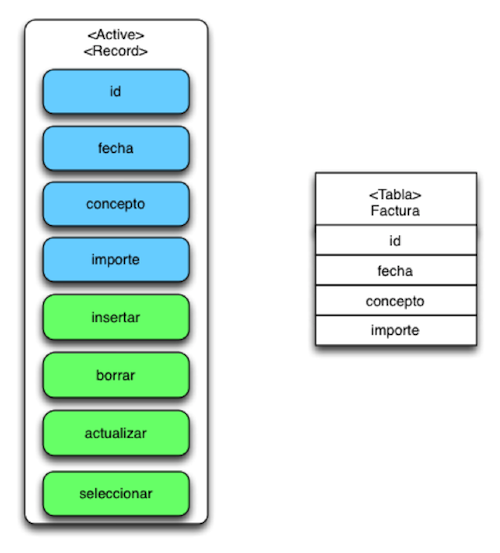 <Active>
<Record>
id
fecha
concepto
importe
insertar
borrar
actualizar
seleccionar
<Tabla>
Factura
id
fecha
concepto
importe